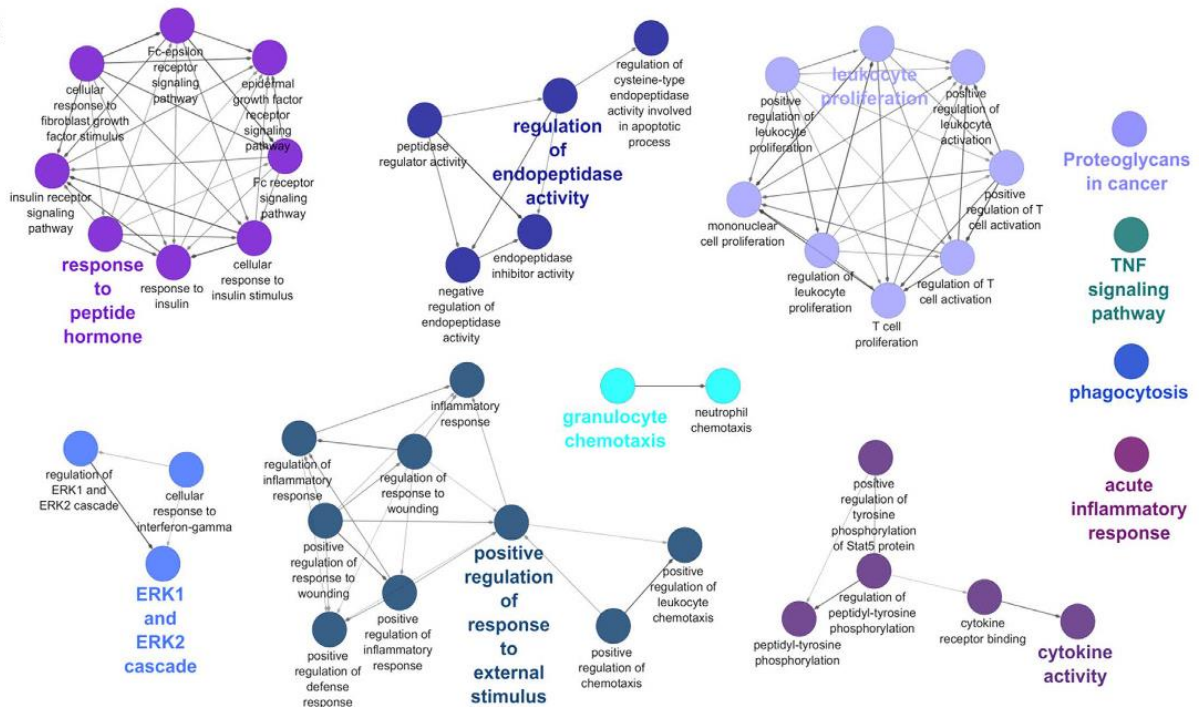 Fc-epsilon
receptor
signaling
pathway
cellular
response to
fibroblast growth
factor stimulus
epidermal
growth factor
receptor
signaling
pathway
insulin receptor
signaling
pathway
Fc receptor
signaling
pathway
response
to
peptide
hormone
response to
insulin
cellular
response to
insulin stimulus
regulation of
cysteine-type
endopeptidase
activity involved
in apoptotic
process
peptidase
regulator activity
regulation
of
endopeptidase
activity
endopeptidase
inhibitor activity
negative
regulation of
endopeptidase
activity
leukocyte
proliferation
positive
regulation of
leukocyte
proliferation
positive
regulation of
leukocyte
activation
mononuclear
cell proliferation
positive
regulation of T
cell activation
regulation of
leukocyte
proliferation
regulation of T
cell activation
T cell
proliferation
Proteoglycans
in cancer
TNF
signaling
pathway
phagocytosis
acute
inflammatory
response
regulation of
ERK1 and
ERK2 cascade
cellular
response to
interferon-gamma
ERK1
and
ERK2
cascade
inflammatory
response
regulation of
inflammatory
response
regulation of
response to
wounding
positive
regulation of
response to
wounding
positive
regulation of
defense
response
positive
regulation of
inflammatory
response
positive
regulation
of
response
to
external
stimulus
positive
regulation of
leukocyte
chemotaxis
positive
regulation of
chemotaxis
granulocyte
chemotaxis
neutrophil
chemotaxis
positive
regulation of
tyrosine
phosphorylation
of Stat5 protein
regulation of
peptidyl-tyrosine
phosphorylation
peptidyl-tyrosine
phosphorylation
cytokine
receptor binding
cytokine
activity